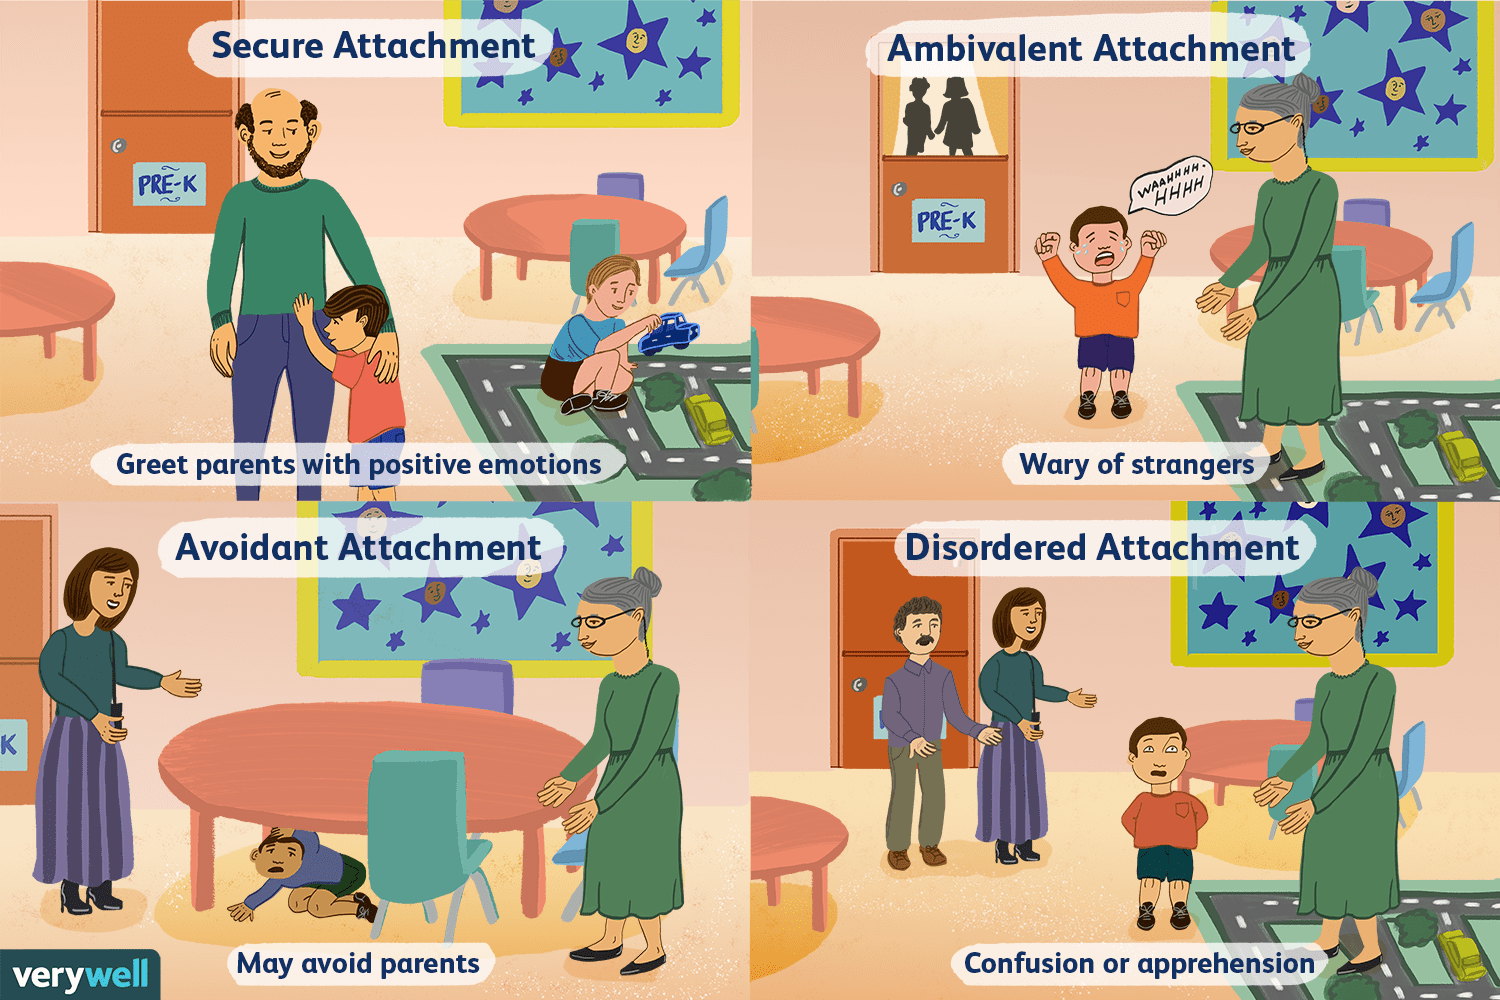 Secure Attachment
PRE-K
Greet parents with positive emotions
Ambivalent Attachment
PRE-K
WAAHHHH-
HHHH
Wary of strangers
Avoidant Attachment
K
May avoid parents
verywell
Disordered Attachment
Confusion or apprehension